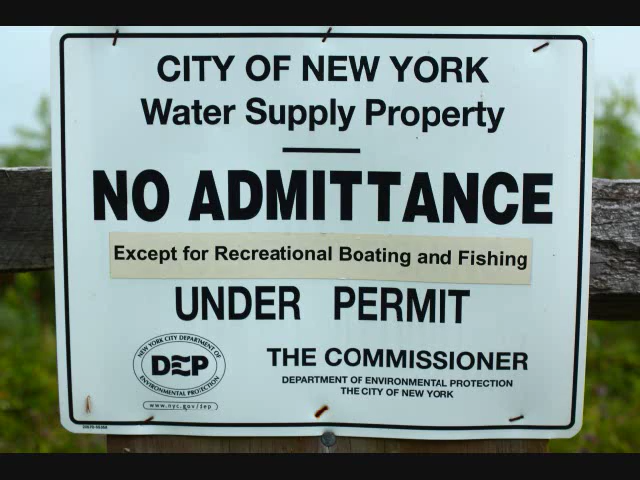 CITY OF NEW YORK
Water Supply Property
NO ADMITTANCE
Except for Recreational Boating and Fishing
UNDER PERMIT
NEW YORK CITY DEPARTMENT OF
DEP
ENVIRONMENTAL PROTECTION
www.nyc.gov/dep
THE COMMISSIONER
DEPARTMENT OF ENVIRONMENTAL PROTECTION
THE CITY OF NEW YORK